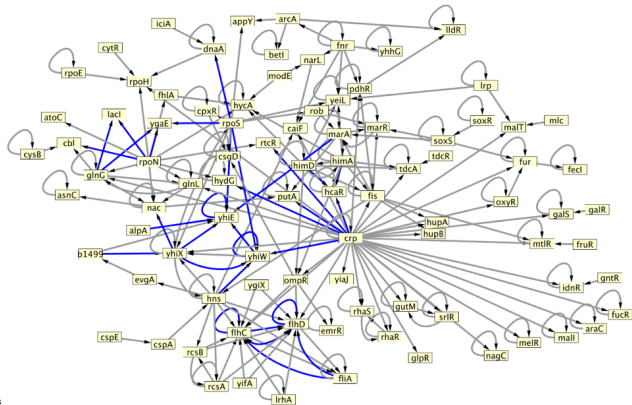 iciA
appY
arcA
lldR
cytR
dnaA
betI
fnr
yhhG
rpoE
rpoH
modE
narL
pdhR
lrp
fhlA
hycA
yeiL
atoC
lacI
cpxR
rpoS
rob
soxR
mlc
ygaE
caiF
marA
marR
malT
cbl
rtcR
soxS
cysB
rpoN
csgD
himD
himA
tdcR
fur
fecI
glnG
glnL
hydG
tdcA
asnC
hcaR
fis
oxyR
nac
putA
galS
galR
yhiE
hupA
alpA
hupB
crp
mtlR
fruR
b1499
yhiX
yhiW
evgA
ygiX
ompR
yiaJ
idnR
gntR
hns
rhaS
gutM
fucR
cspE
flhC
flhD
emrR
srlR
araC
cspA
rhaR
malI
rcsB
glpR
nagC
melR
rcsA
yifA
fliA
lrhA
s